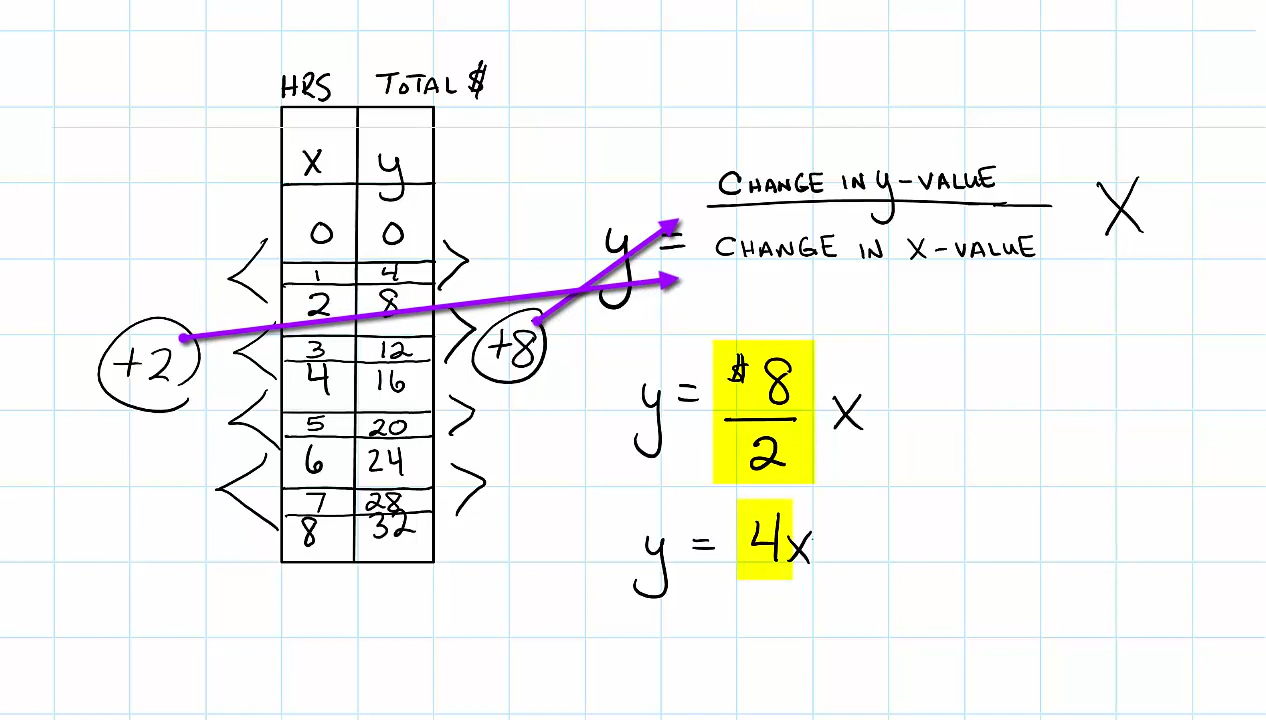 HRS TOTAL $
x y
0 0
1 4
2 8
3 12
4 16
5 20
6 24
7 28
8 32
+2
+8
y = CHANGE IN y-VALUE
CHANGE IN X-VALUE
X
y = $8
2
x
y = 4x